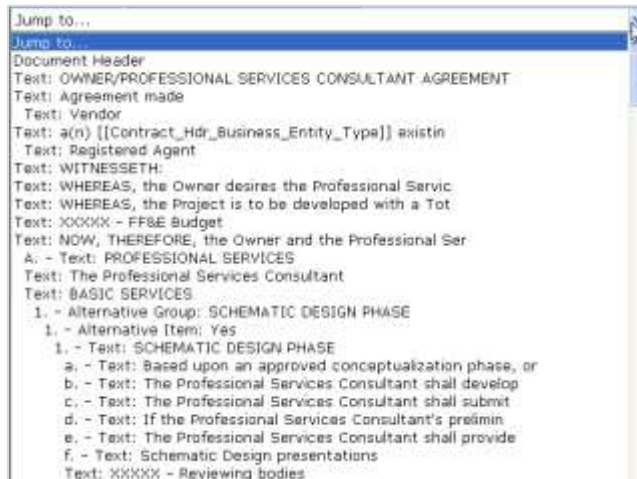 Jump to...
Jump to...
Document Header
Text: OWNER/PROFESSIONAL SERVICES CONSULTANT AGREEMENT
Text: Agreement made
Text: Vendor
Text: a(n) [[Contract_Hdr_Business_Entity_Type]] existin
Text: Registered Agent
Text: WITNESSETH:
Text: WHEREAS, the Owner desires the Professional Servic
Text: WHEREAS, the Project is to be developed with a Tot
Text: XXXXX - FF&E Budget
Text: NOW, THEREFORE, the Owner and the Professional Ser
A. - Text: PROFESSIONAL SERVICES
Text: The Professional Services Consultant
Text: BASIC SERVICES
1. - Alternative Group: SCHEMATIC DESIGN PHASE
1. - Alternative Item: Yes
1. - Text: SCHEMATIC DESIGN PHASE
a. - Text: Based upon an approved conceptualization phase, or
b. - Text: The Professional Services Consultant shall develop
c. - Text: The Professional Services Consultant shall submit
d. - Text: If the Professional Services Consultant's prelimin
e. - Text: The Professional Services Consultant shall provide
f. - Text: Schematic Design presentations
Text: XXXXX - Reviewing bodies